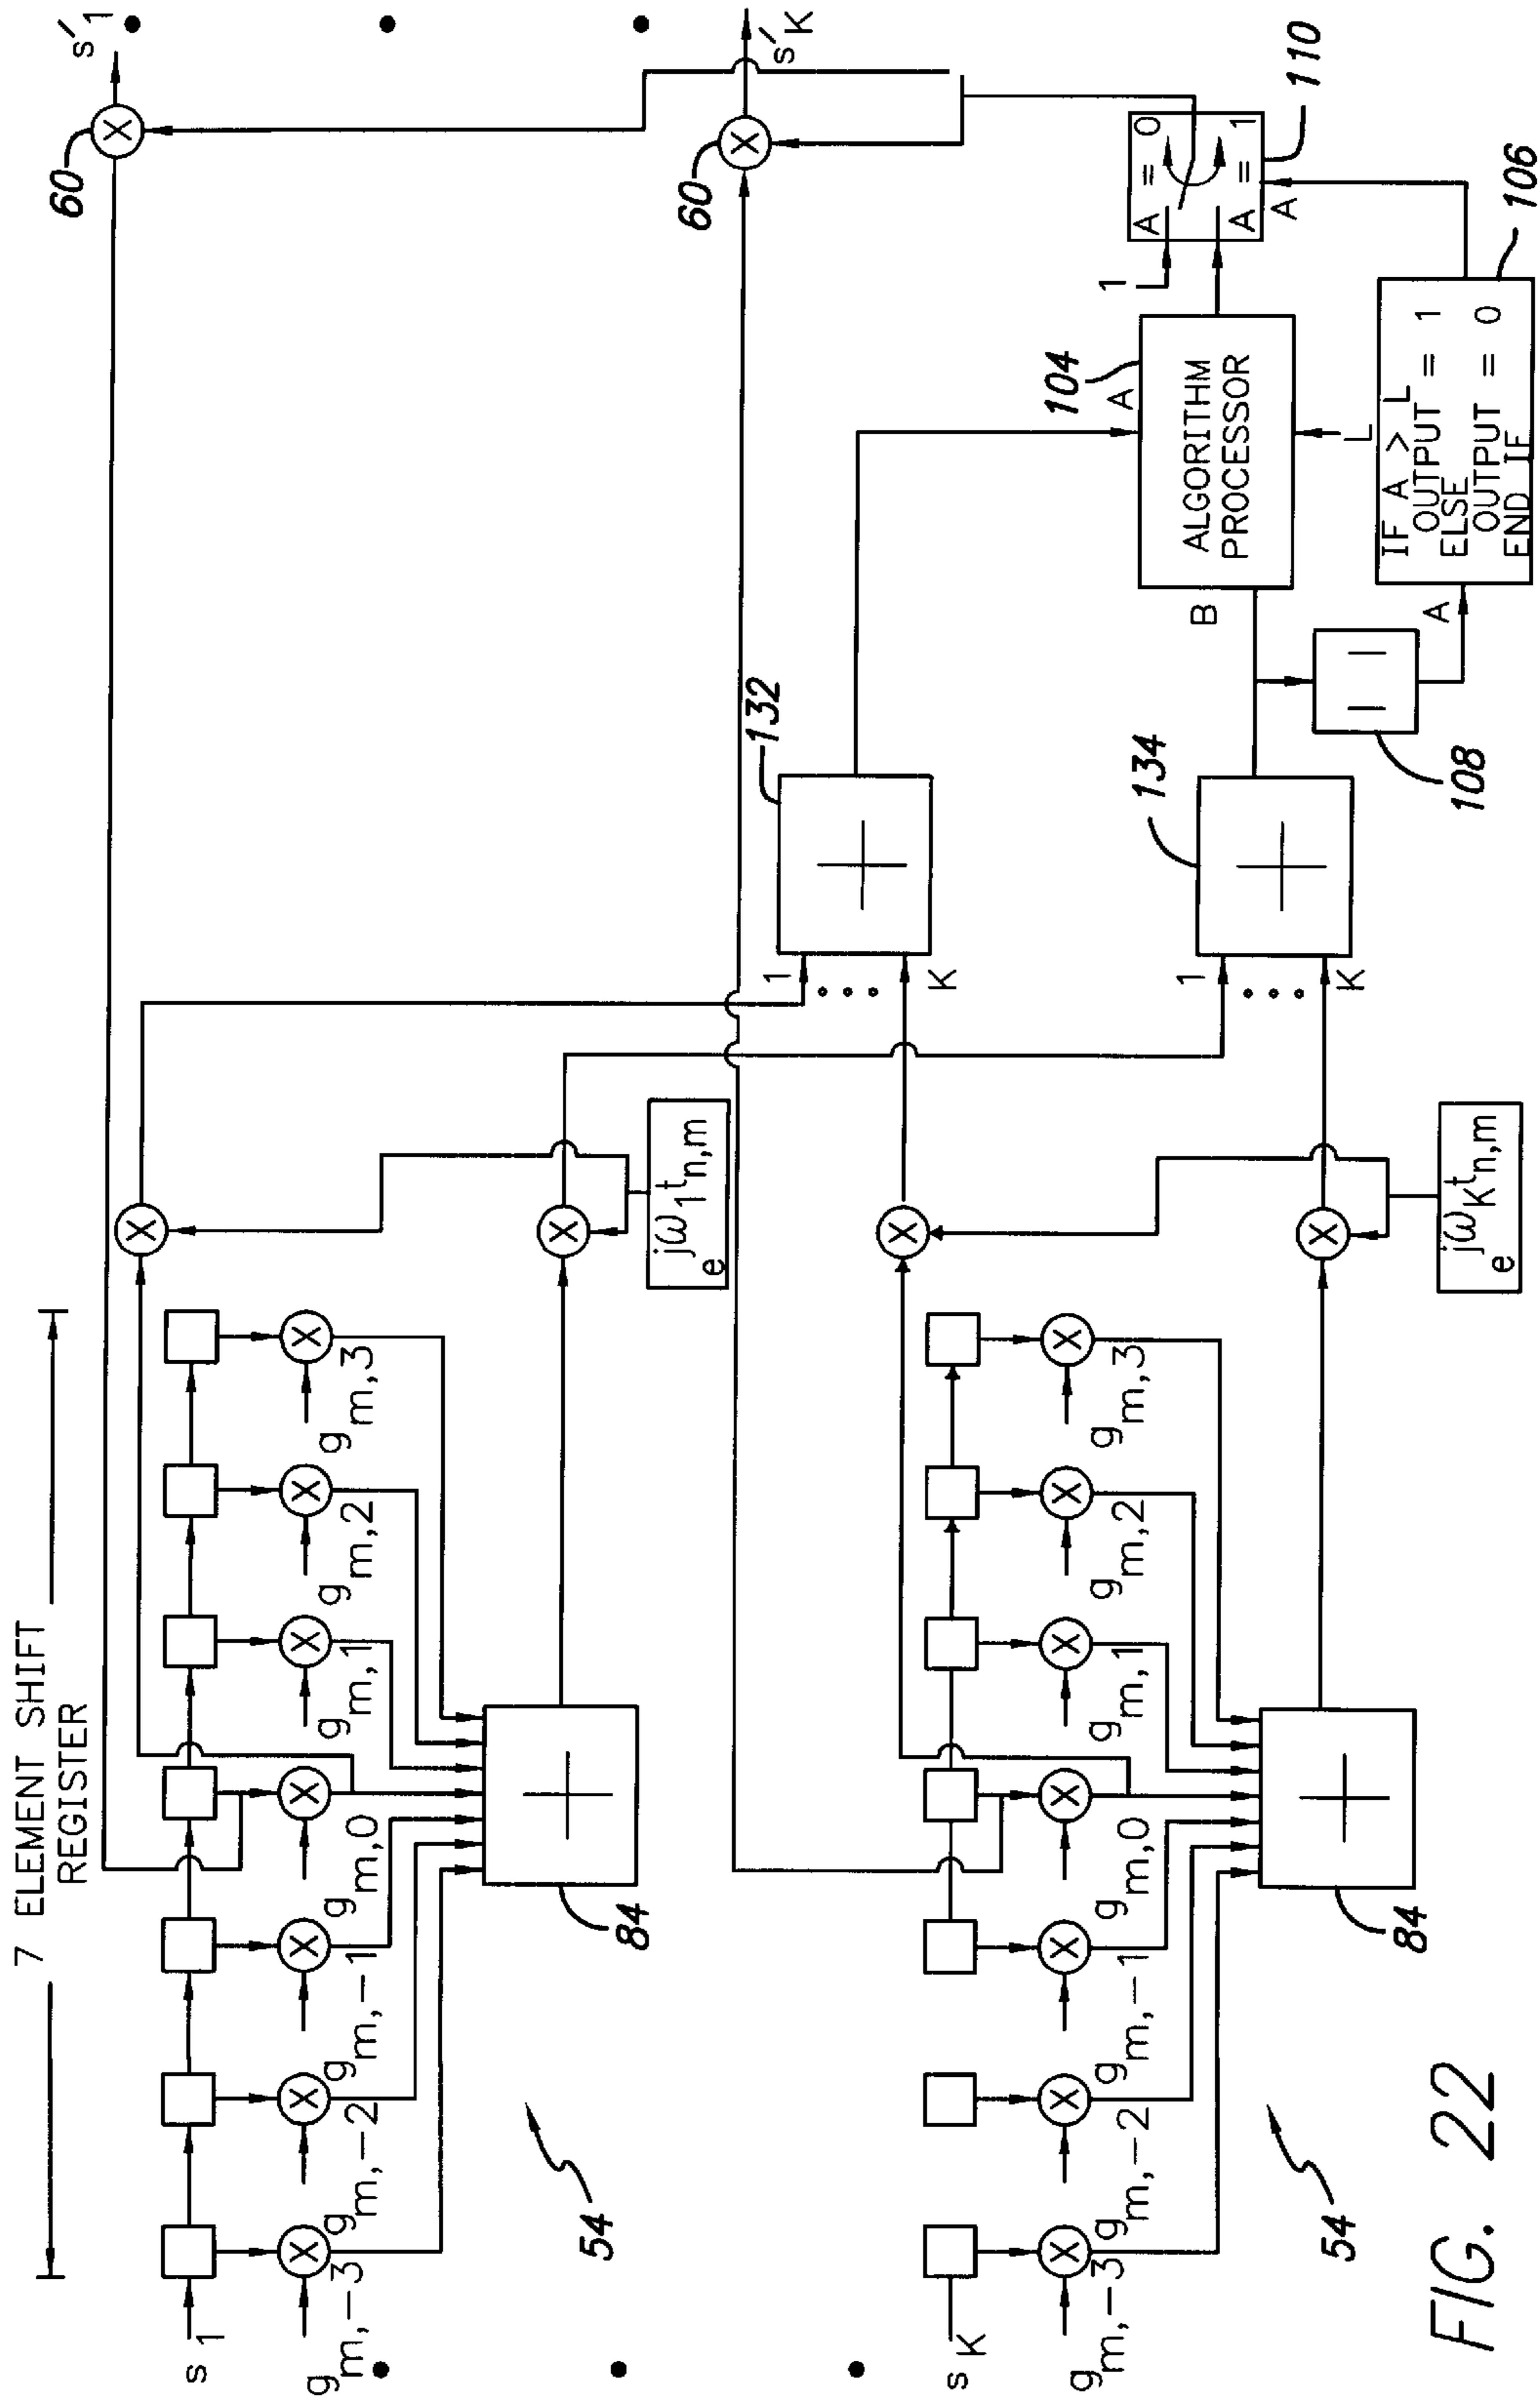 7 ELEMENT SHIFT
REGISTER
s1
gm,-3
gm,-2
gm,-1
gm,0
gm,1
gm,2
gm,3
84
54
e jω1tn,m
60
s'1
sK
gm,-3
gm,-2
gm,-1
gm,0
gm,1
gm,2
gm,3
84
54
e jωKtn,m
1
K
132
1
K
134
60
s'K
104
A
B
ALGORITHM
PROCESSOR
L
108
| |
A
IF A > L
OUTPUT = 1
ELSE
OUTPUT = 0
END IF
106
1
A = 0
A = 1
A
110
FIG. 22